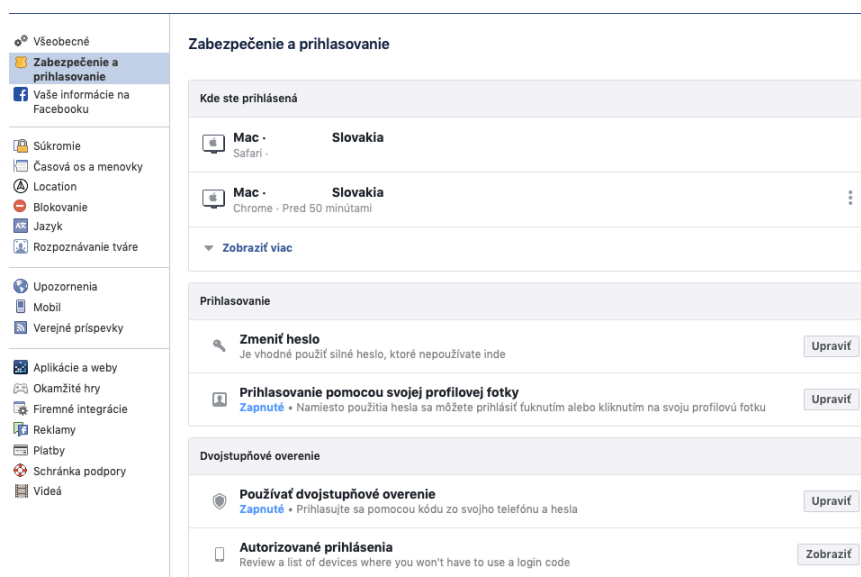 Všeobecné
Zabezpečenie a
prihlasovanie
Vaše informácie na
Facebooku
Súkromie
Časová os a menovky
Location
Blokovanie
Jazyk
Rozpoznávanie tváre
Upozornenia
Mobil
Verejné príspevky
Aplikácie a weby
Okamžité hry
Firemné integrácie
Reklamy
Platby
Schránka podpory
Videá
Zabezpečenie a prihlasovanie
Kde ste prihlásená
Mac · Slovakia
Safari ·
Mac · Slovakia
Chrome · Pred 50 minútami
Zobraziť viac
Prihlasovanie
Zmeniť heslo
Je vhodné použiť silné heslo, ktoré nepoužívate inde
Upraviť
Prihlasovanie pomocou svojej profilovej fotky
Zapnuté • Namiesto použitia hesla sa môžete prihlásiť ťuknutím alebo kliknutím na svoju profilovú fotku
Upraviť
Dvojstupňové overenie
Používať dvojstupňové overenie
Zapnuté • Prihlasujte sa pomocou kódu zo svojho telefónu a hesla
Upraviť
Autorizované prihlásenia
Review a list of devices where you won't have to use a login code
Zobraziť